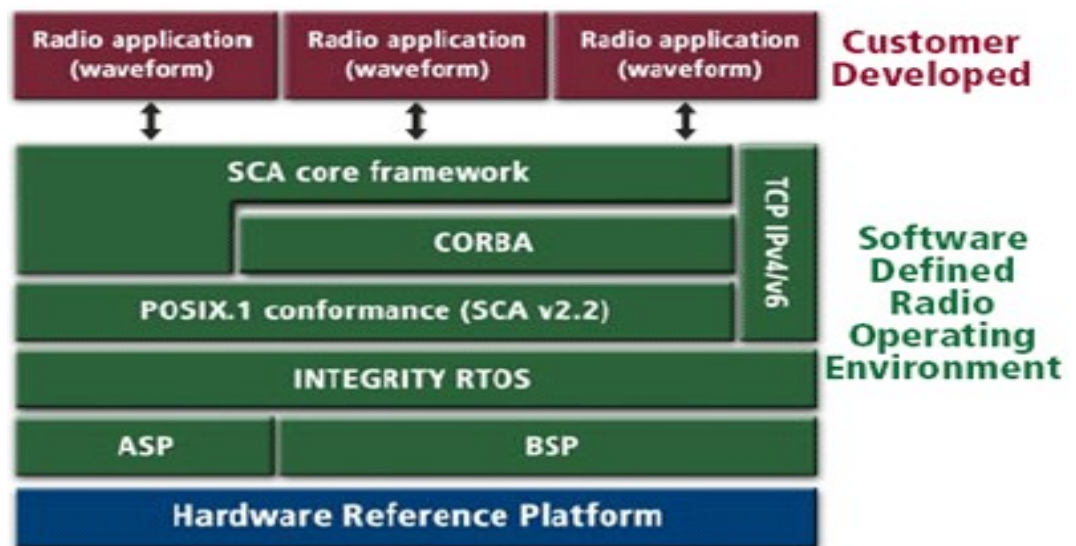 Radio application
(waveform)
Radio application
(waveform)
Radio application
(waveform)
Customer
Developed
SCA core framework
TCP IPv4/v6
CORBA
POSIX.1 conformance (SCA v2.2)
Software
Defined
Radio
Operating
Environment
INTEGRITY RTOS
ASP
BSP
Hardware Reference Platform